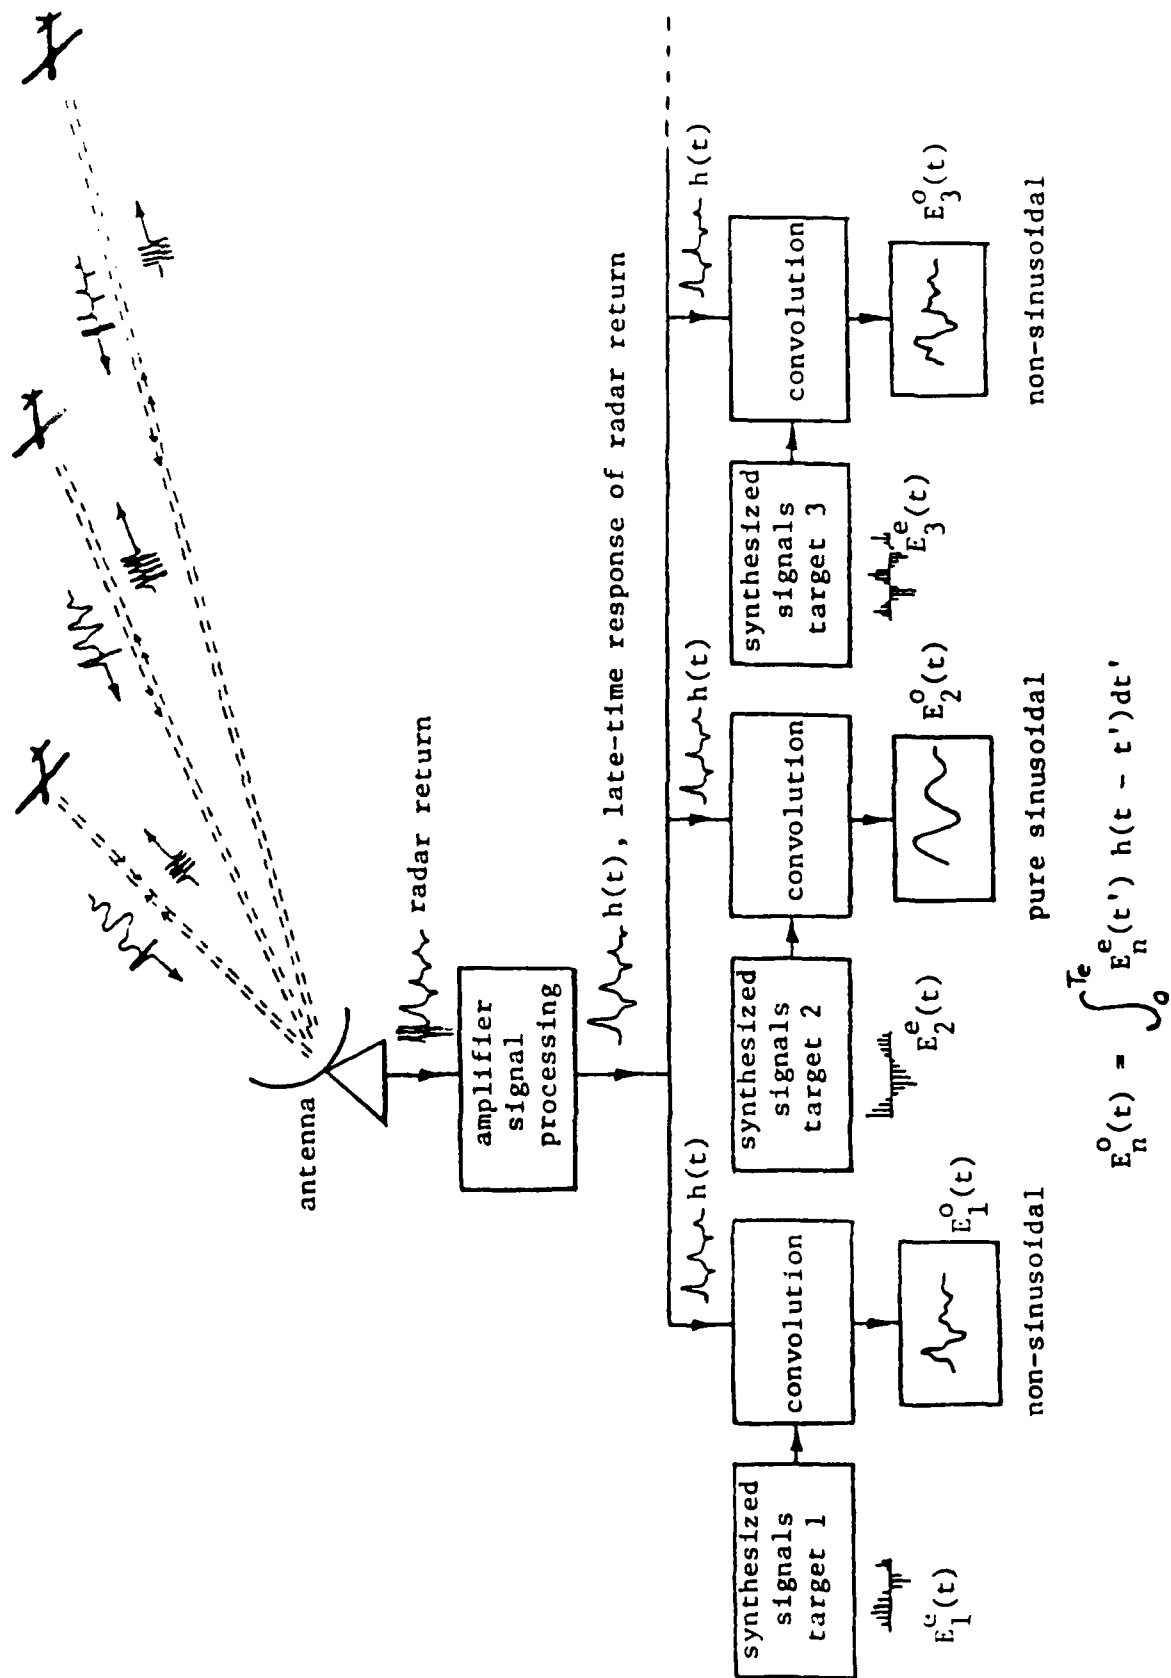 antenna
radar return
amplifier
signal
processing
h(t), late-time response of radar return
h(t)
h(t)
h(t)
synthesized
signals
target 1
convolution
synthesized
signals
target 2
convolution
synthesized
signals
target 3
convolution
E₁ᵉ(t)
E₁ᵒ(t)
E₂ᵉ(t)
E₂ᵒ(t)
E₃ᵉ(t)
E₃ᵒ(t)
non-sinusoidal
pure sinusoidal
non-sinusoidal
Eₙᵒ(t) = ∫₀ᵀᵉ Eₙᵉ(t') h(t - t')dt'